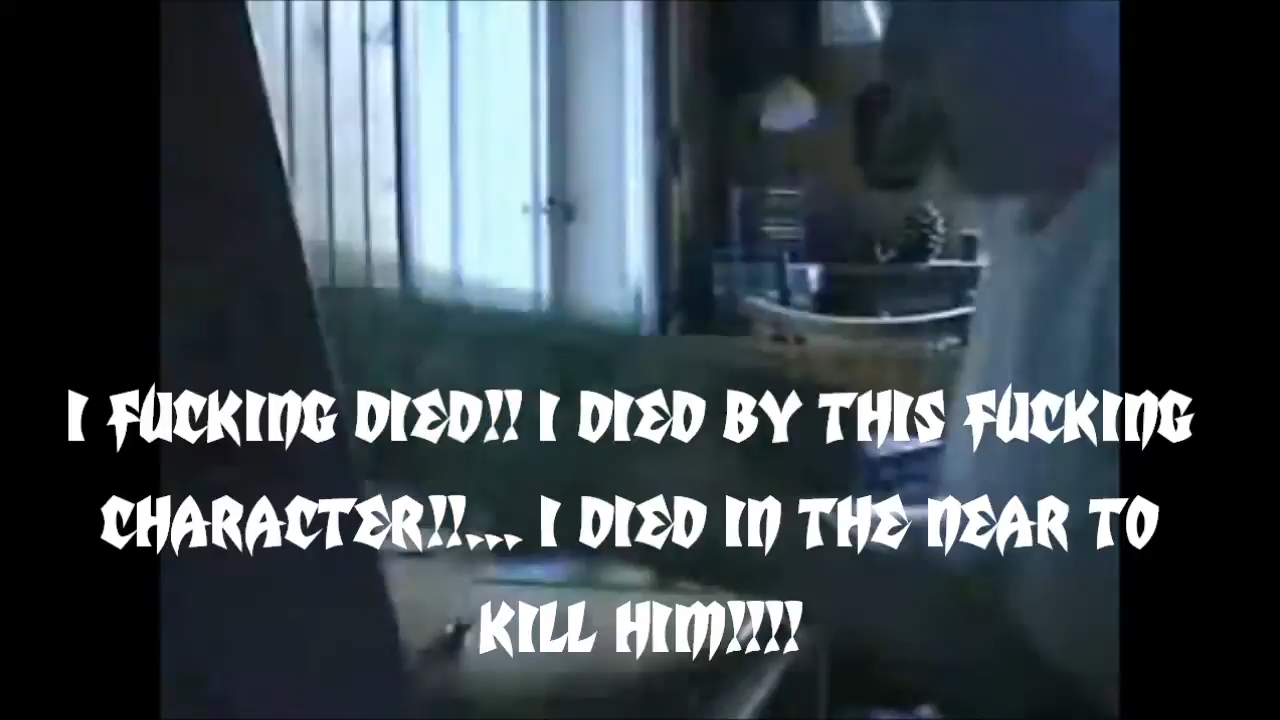 I FUCKING DIED!! I DIED BY THIS FUCKING
CHARACTER!!... I DIED IN THE NEAR TO
KILL HIM!!!!